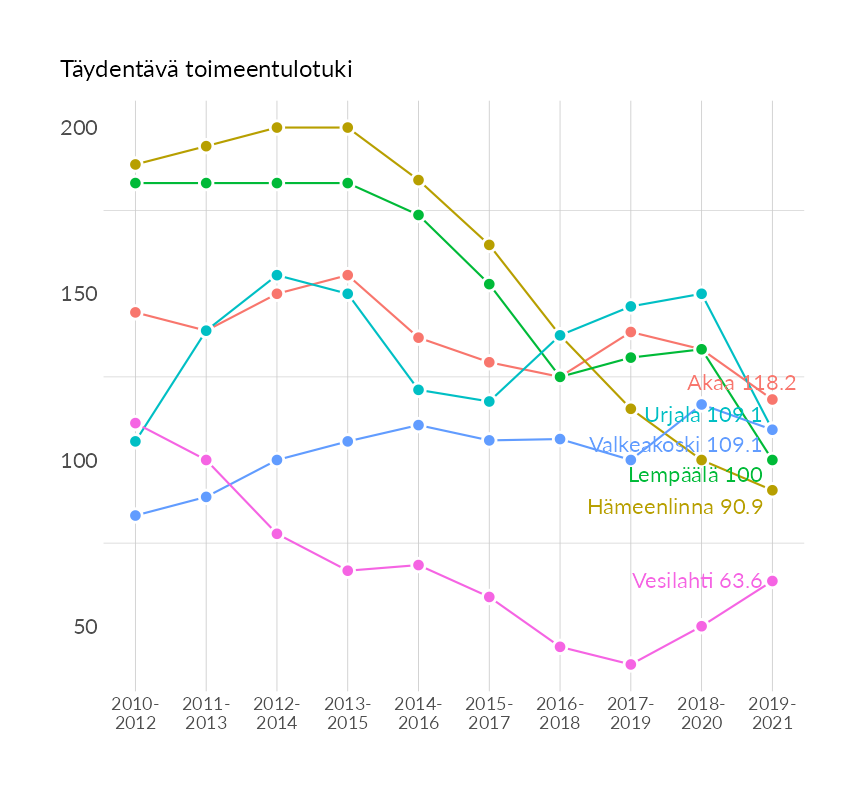 Täydentävä toimeentulotuki
200
150
100
50
Akaa 118.2
Urjala 109.1
Valkeakoski 109.1
Lempäälä 100
Hämeenlinna 90.9
Vesilahti 63.6
2010- 2011- 2012- 2013- 2014- 2015- 2016- 2017- 2018- 2019-
2012 2013 2014 2015 2016 2017 2018 2019 2020 2021